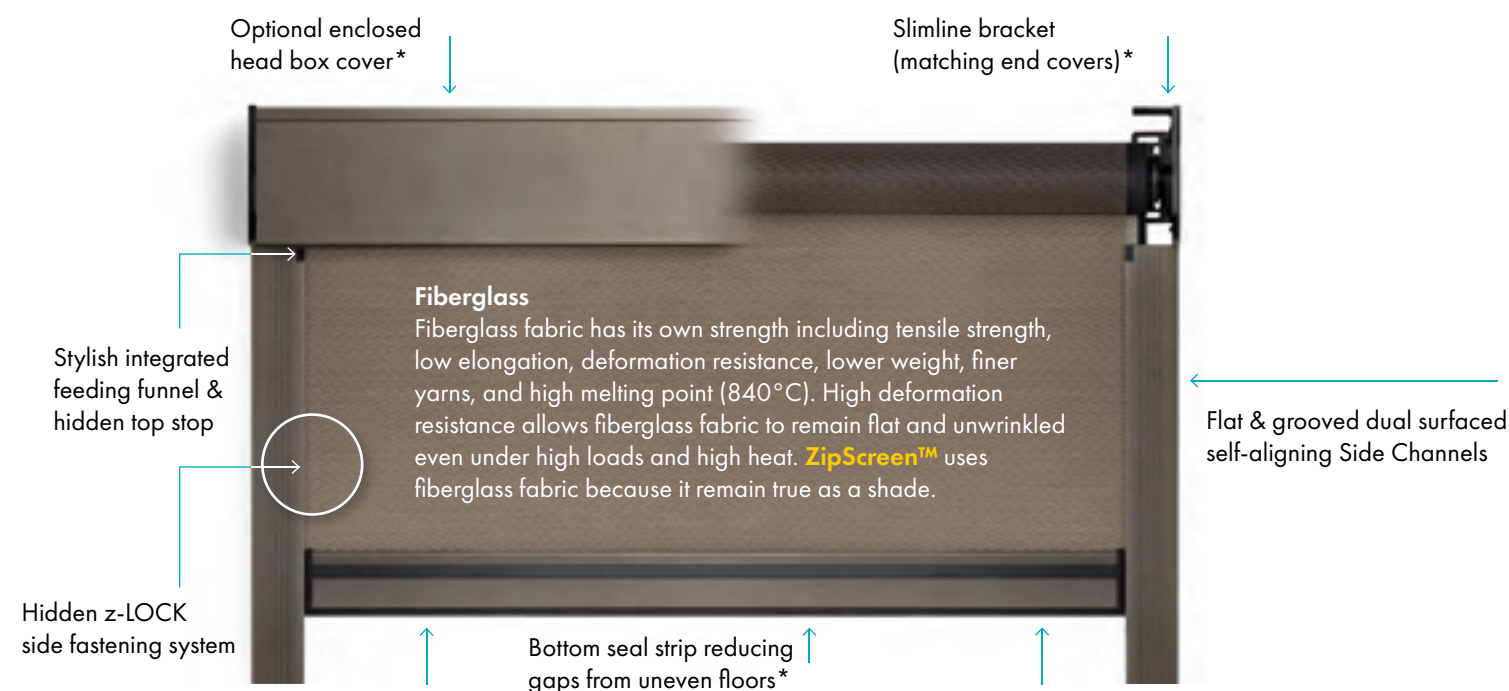 Optional enclosed
head box cover*
Slimline bracket
(matching end covers)*
Fiberglass
Fiberglass fabric has its own strength including tensile strength,
low elongation, deformation resistance, lower weight, finer
yarns, and high melting point (840°C). High deformation
resistance allows fiberglass fabric to remain flat and unwrinkled
even under high loads and high heat. ZipScreen™ uses
fiberglass fabric because it remain true as a shade.
Stylish integrated
feeding funnel &
hidden top stop
Flat & grooved dual surfaced
self-aligning Side Channels
Hidden z-LOCK
side fastening system
Bottom seal strip reducing
gaps from uneven floors*